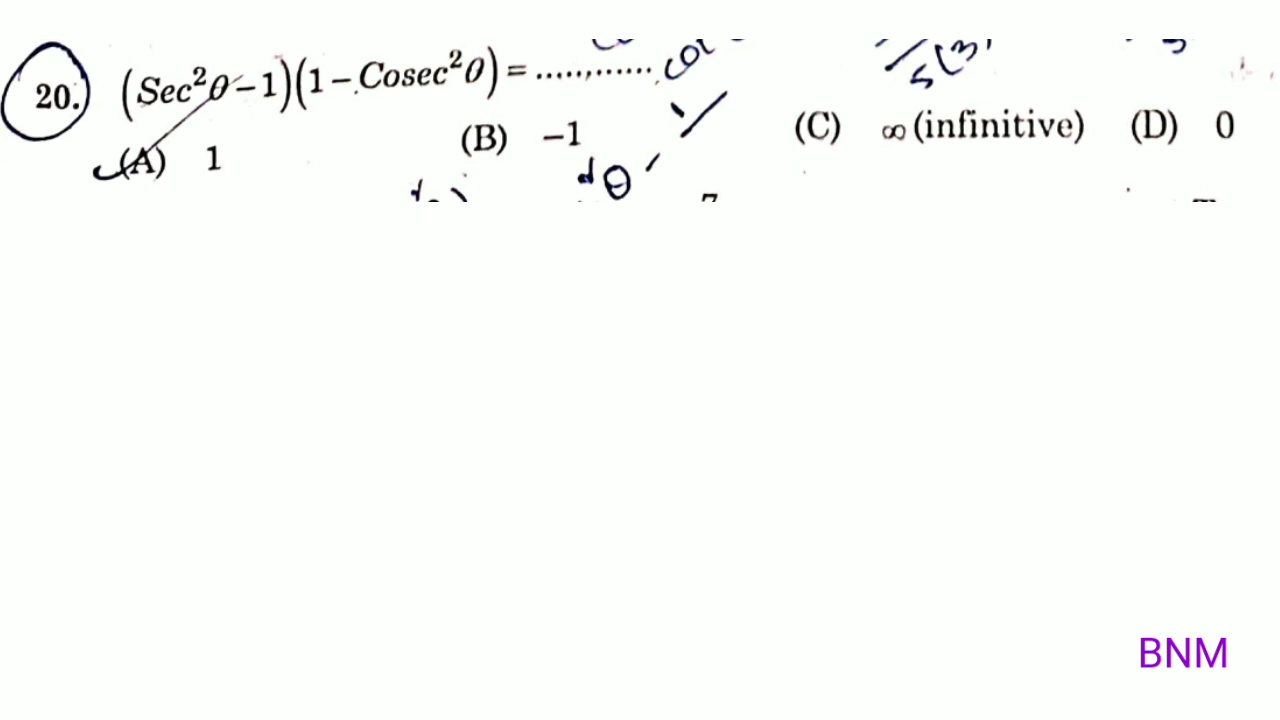 20. (Sec²θ-1)(1-Cosec²θ) = ............
(A) 1 (B) -1 (C) ∞ (infinitive) (D) 0
BNM